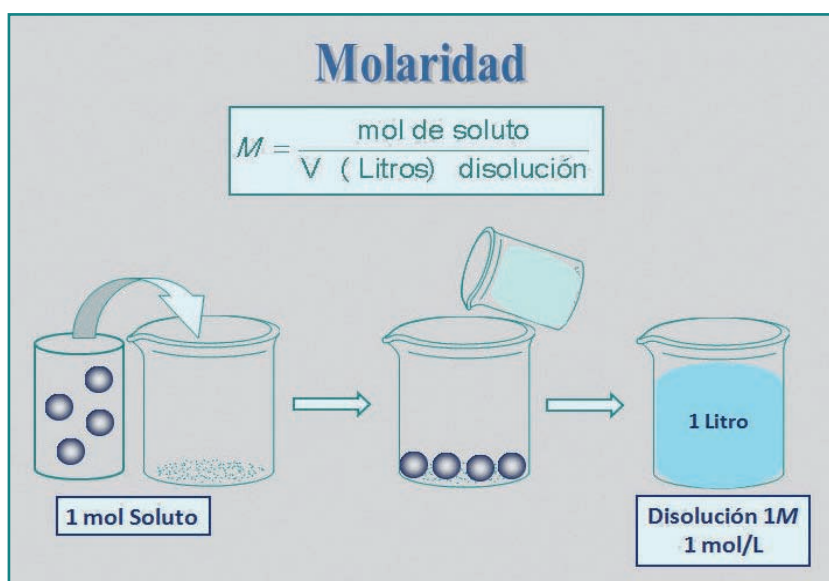 Molaridad
M = mol de soluto
V ( Litros) disolución
1 Litro
1 mol Soluto
Disolución 1M
1 mol/L